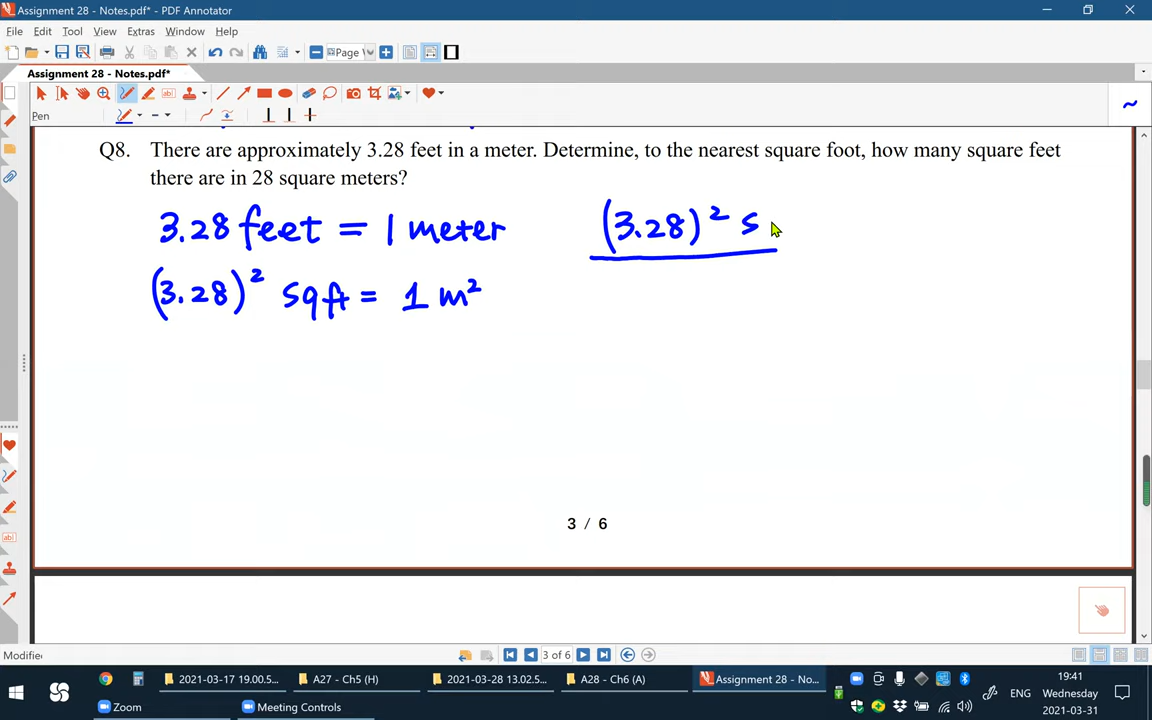 Assignment 28 - Notes.pdf* - PDF Annotator
File Edit Tool View Extras Window Help
Page V
Assignment 28 - Notes.pdf*
Pen
Q8. There are approximately 3.28 feet in a meter. Determine, to the nearest square foot, how many square feet
there are in 28 square meters?
3.28 feet = 1 meter
(3.28)² s
(3.28)² sqft = 1 m²
3 / 6
Modifie
3 of 6
2021-03-17 19.00.5...
A27 - Ch5 (H)
2021-03-28 13.02.5...
A28 - Ch6 (A)
Assignment 28 - No...
19:41
ENG
Wednesday
Zoom
Meeting Controls
2021-03-31